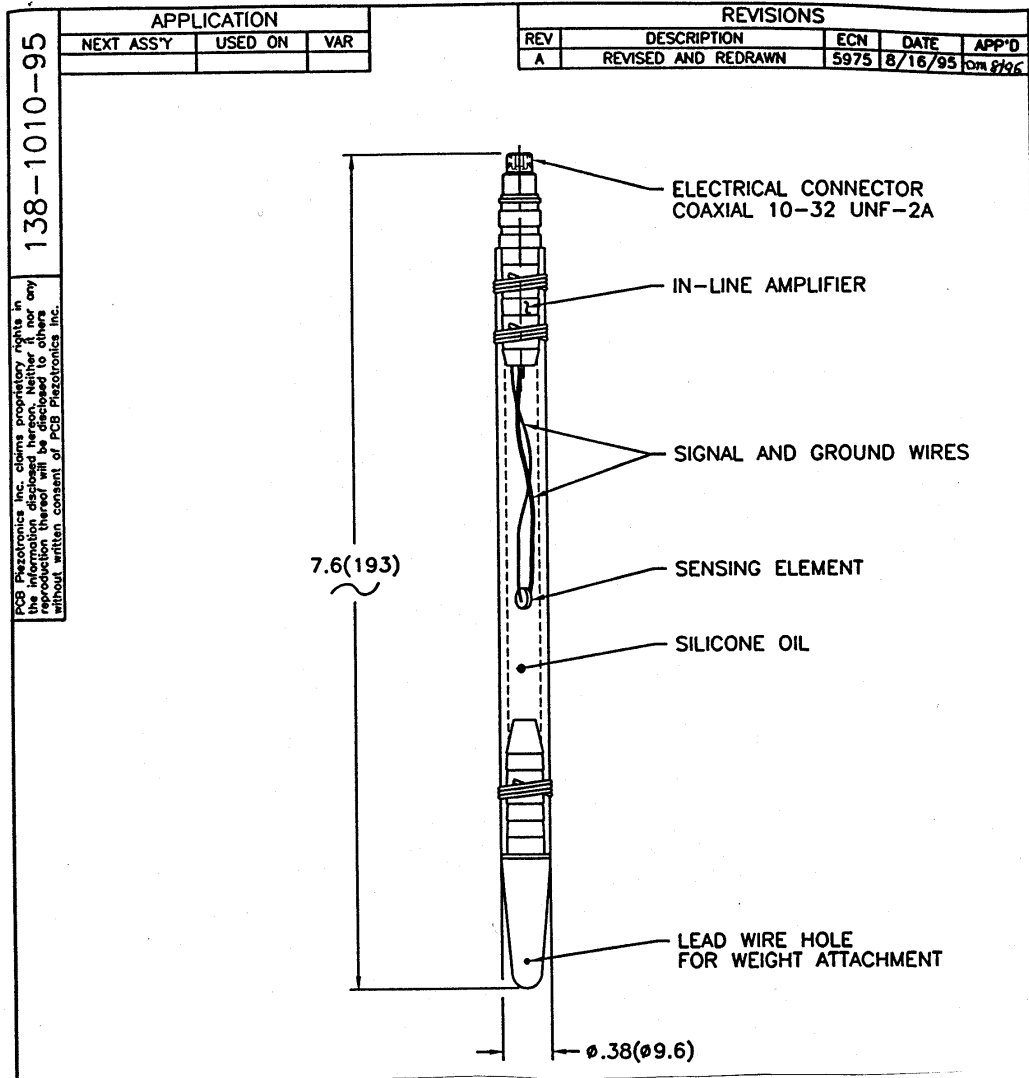 APPLICATION
NEXT ASS'Y USED ON VAR
REVISIONS
REV DESCRIPTION ECN DATE APP'D
A REVISED AND REDRAWN 5975 8/16/95
138-1010-95
PCB Piezotronics Inc. claims proprietary rights in
the information disclosed hereon. Neither it nor any
reproduction thereof will be disclosed to others
without written consent of PCB Piezotronics Inc.
ELECTRICAL CONNECTOR
COAXIAL 10-32 UNF-2A
IN-LINE AMPLIFIER
SIGNAL AND GROUND WIRES
7.6(193)
SENSING ELEMENT
SILICONE OIL
LEAD WIRE HOLE
FOR WEIGHT ATTACHMENT
ø.38(ø9.6)